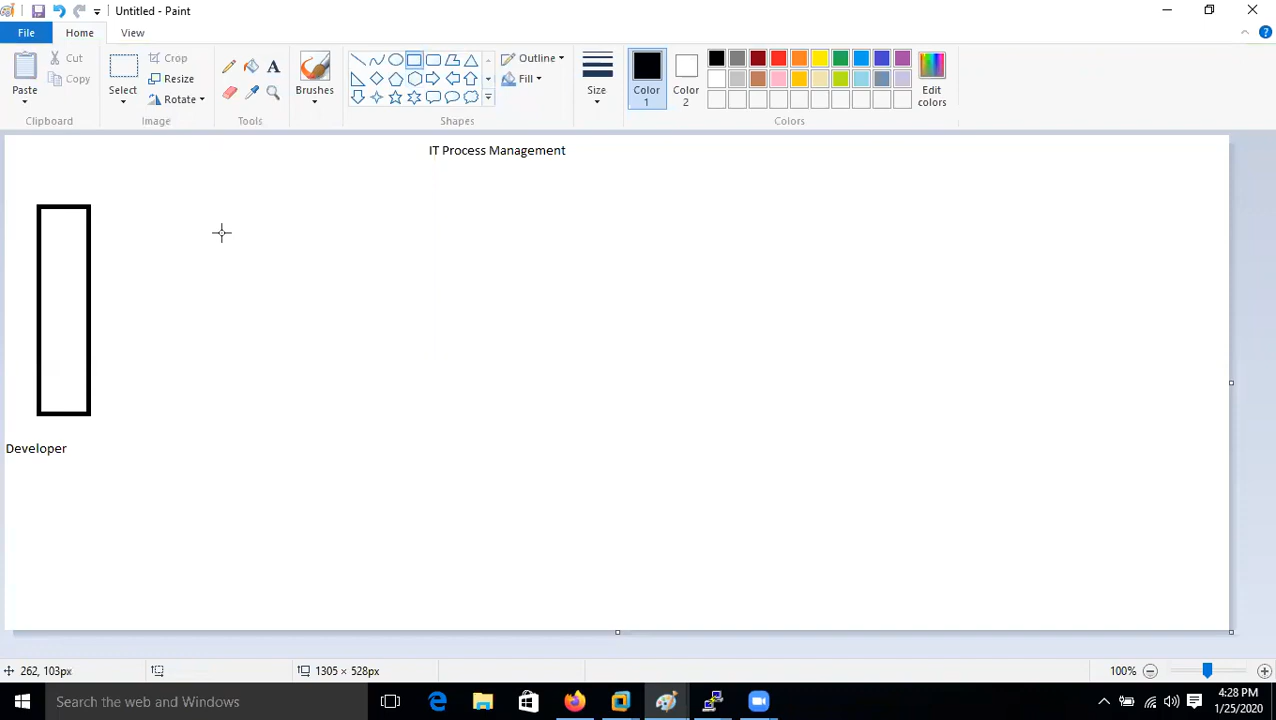 Untitled - Paint
File
Home
View
Paste
Cut
Copy
Clipboard
Select
Crop
Resize
Rotate
Image
A
Tools
Brushes
Outline
Fill
Shapes
Size
Color 1
Color 2
Edit colors
Colors
IT Process Management
Developer
262, 103px
1305 × 528px
100%
Search the web and Windows
4:28 PM
1/25/2020